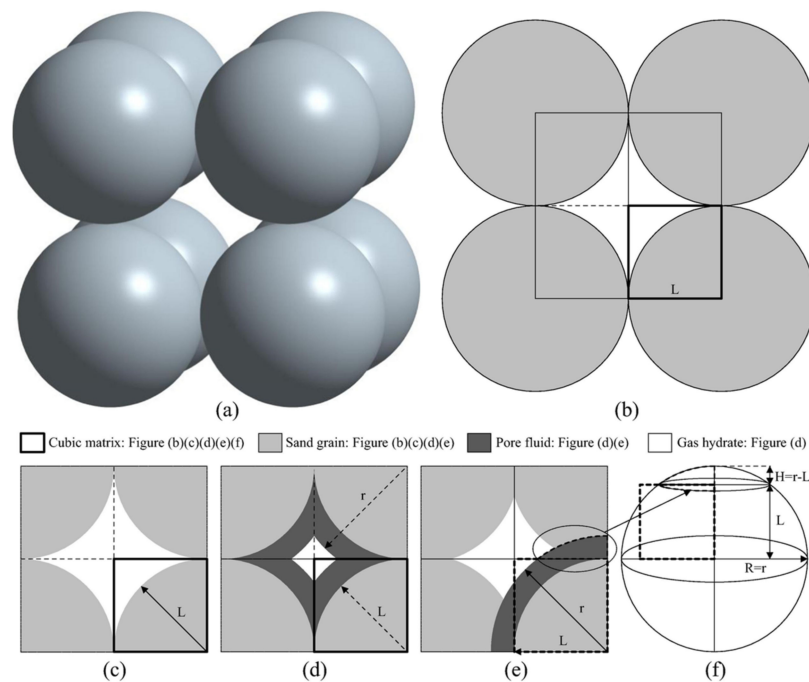 (a)
L
(b)
Cubic matrix: Figure (b)(c)(d)(e)(f) Sand grain: Figure (b)(c)(d)(e) Pore fluid: Figure (d)(e) Gas hydrate: Figure (d)
L
(c)
r
L
(d)
r
L
(e)
H=r-L
L
R=r
(f)